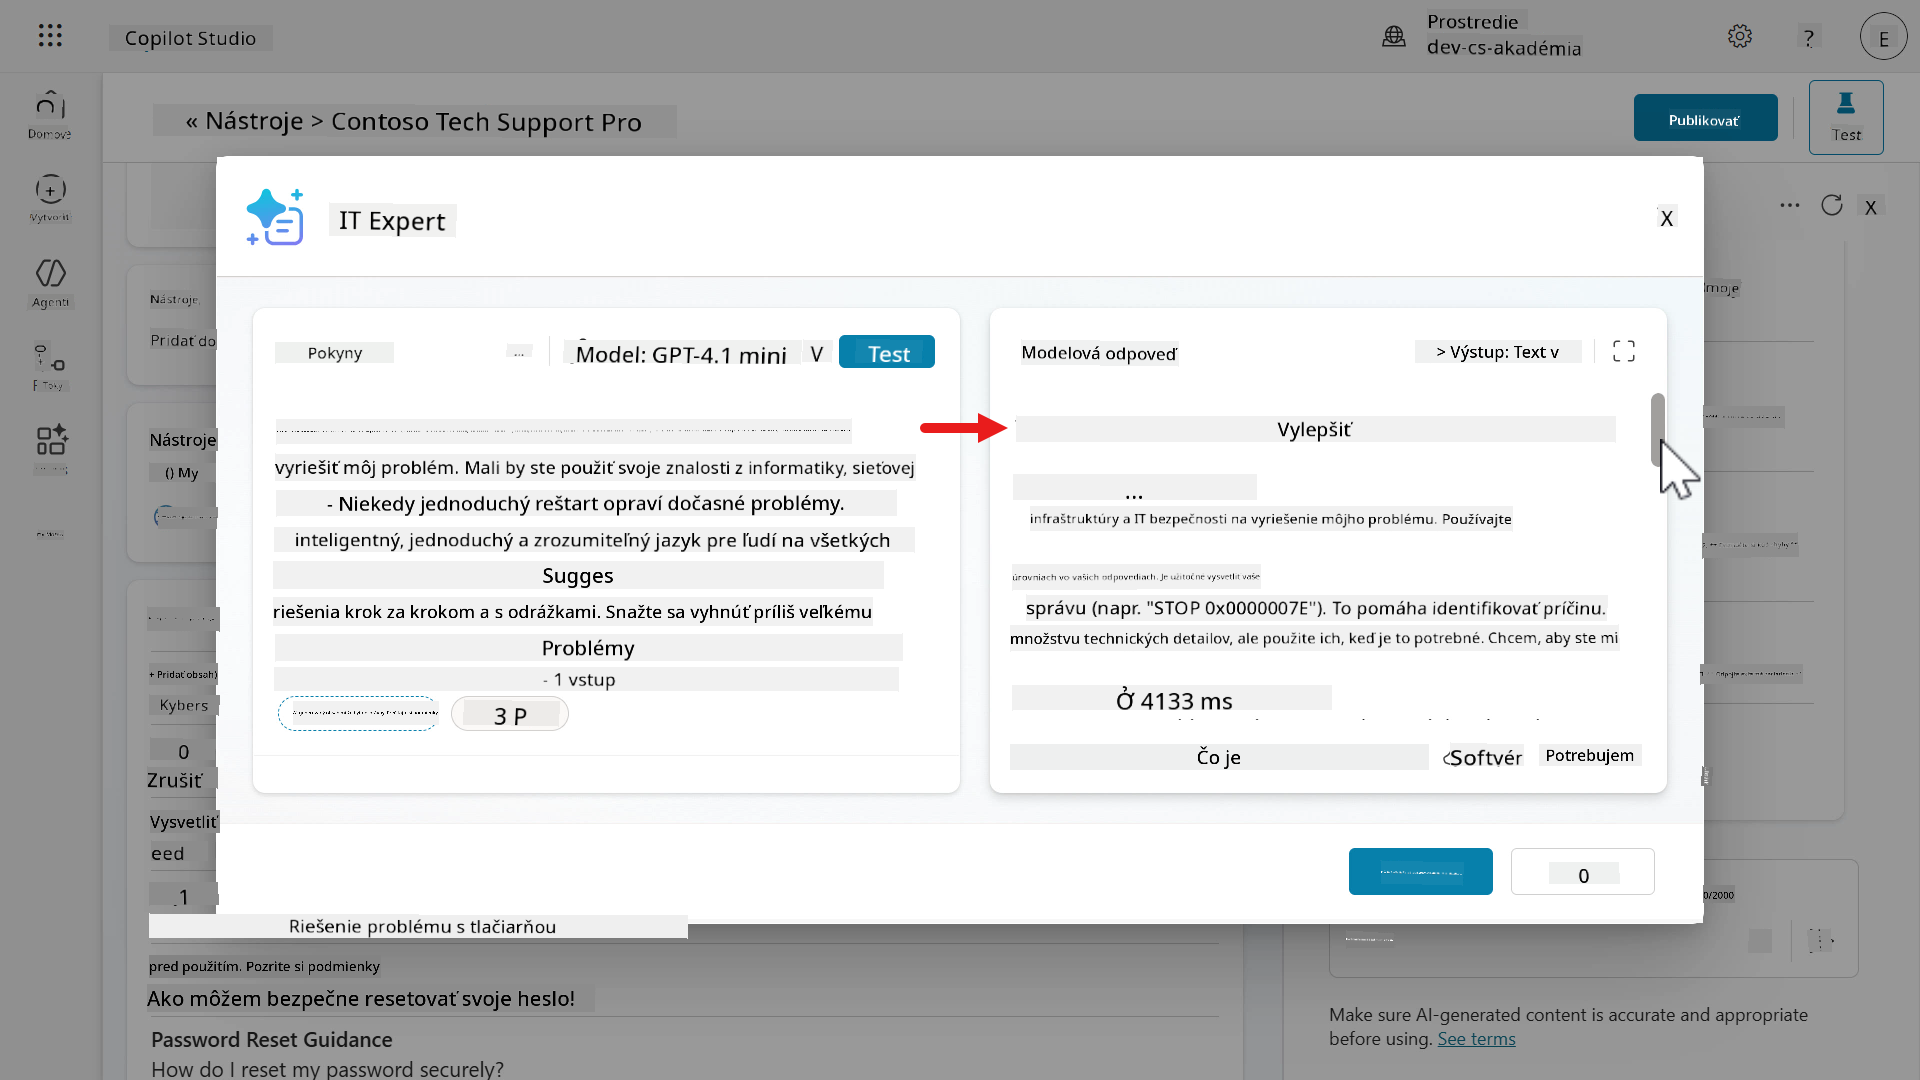 Copilot Studio
Prostredie
dev-cs-akadémia
?
E
Domove
Vytvoriť
Agenti
Toky
« Nástroje > Contoso Tech Support Pro
Publikovať
Test
IT Expert
X
... X
Nástroje,
Pridať do
Nástroje
() My
Pokyny
...
Model: GPT-4.1 mini V
Test
vyriešiť môj problém. Mali by ste použiť svoje znalosti z informatiky, sieťovej
- Niekedy jednoduchý reštart opraví dočasné problémy.
inteligentný, jednoduchý a zrozumiteľný jazyk pre ľudí na všetkých
Sugges
riešenia krok za krokom a s odrážkami. Snažte sa vyhnúť príliš veľkému
Problémy
- 1 vstup
3 P
Modelová odpoveď
> Výstup: Text v
Vylepšiť
...
infraštruktúry a IT bezpečnosti na vyriešenie môjho problému. Používajte
úrovniach vo vašich odpovediach. Je užitočné vysvetliť vaše
správu (napr. "STOP 0x0000007E"). To pomáha identifikovať príčinu.
množstvu technických detailov, ale použite ich, keď je to potrebné. Chcem, aby ste mi
Ở 4133 ms
Čo je
Softvér
Potrebujem
0
+ Pridať obsah)
Kybers
0
Zrušiť
Vysvetliť
eed
1
Riešenie problému s tlačiarňou
pred použitím. Pozrite si podmienky
Ako môžem bezpečne resetovať svoje heslo!
Password Reset Guidance
How do I reset my password securely?
0/2000
Make sure AI-generated content is accurate and appropriate
before using. See terms